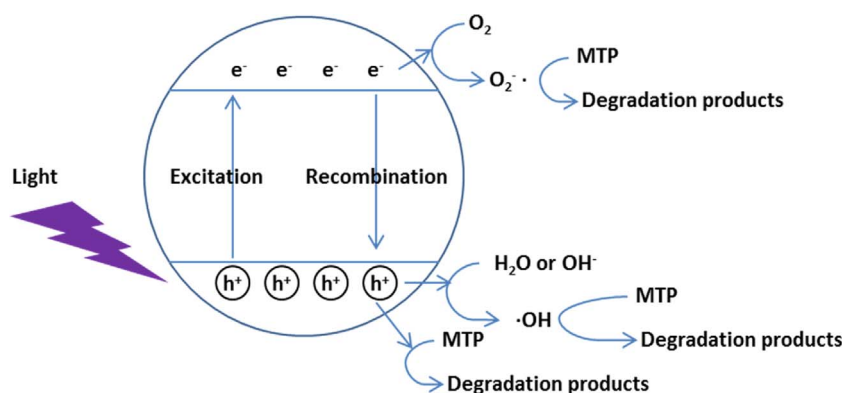 O₂
e⁻ e⁻ e⁻ e⁻
MTP
O₂⁻ ·
Degradation products
Light
Excitation
Recombination
h⁺ h⁺ h⁺ h⁺
H₂O or OH⁻
MTP
·OH
MTP
Degradation products
Degradation products